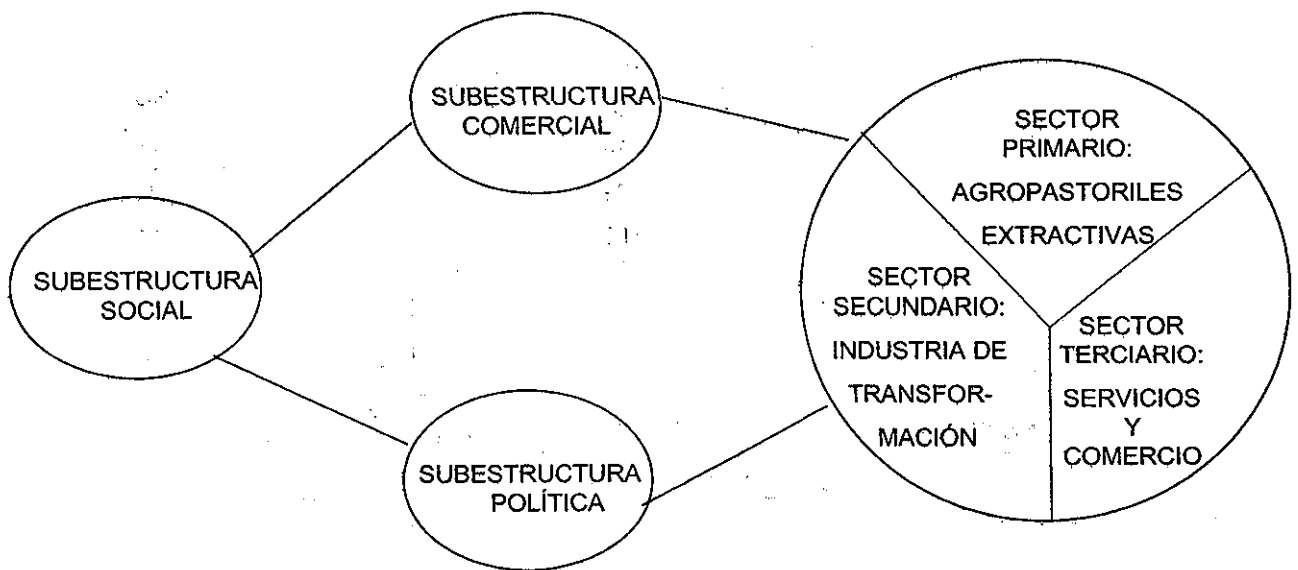 SUBESTRUCTURA
COMERCIAL
SUBESTRUCTURA
SOCIAL
SUBESTRUCTURA
POLÍTICA
SECTOR
PRIMARIO:
AGROPASTORILES
EXTRACTIVAS
SECTOR
SECUNDARIO:
INDUSTRIA DE
TRANSFOR-
MACIÓN
SECTOR
TERCIARIO:
SERVICIOS
Y
COMERCIO